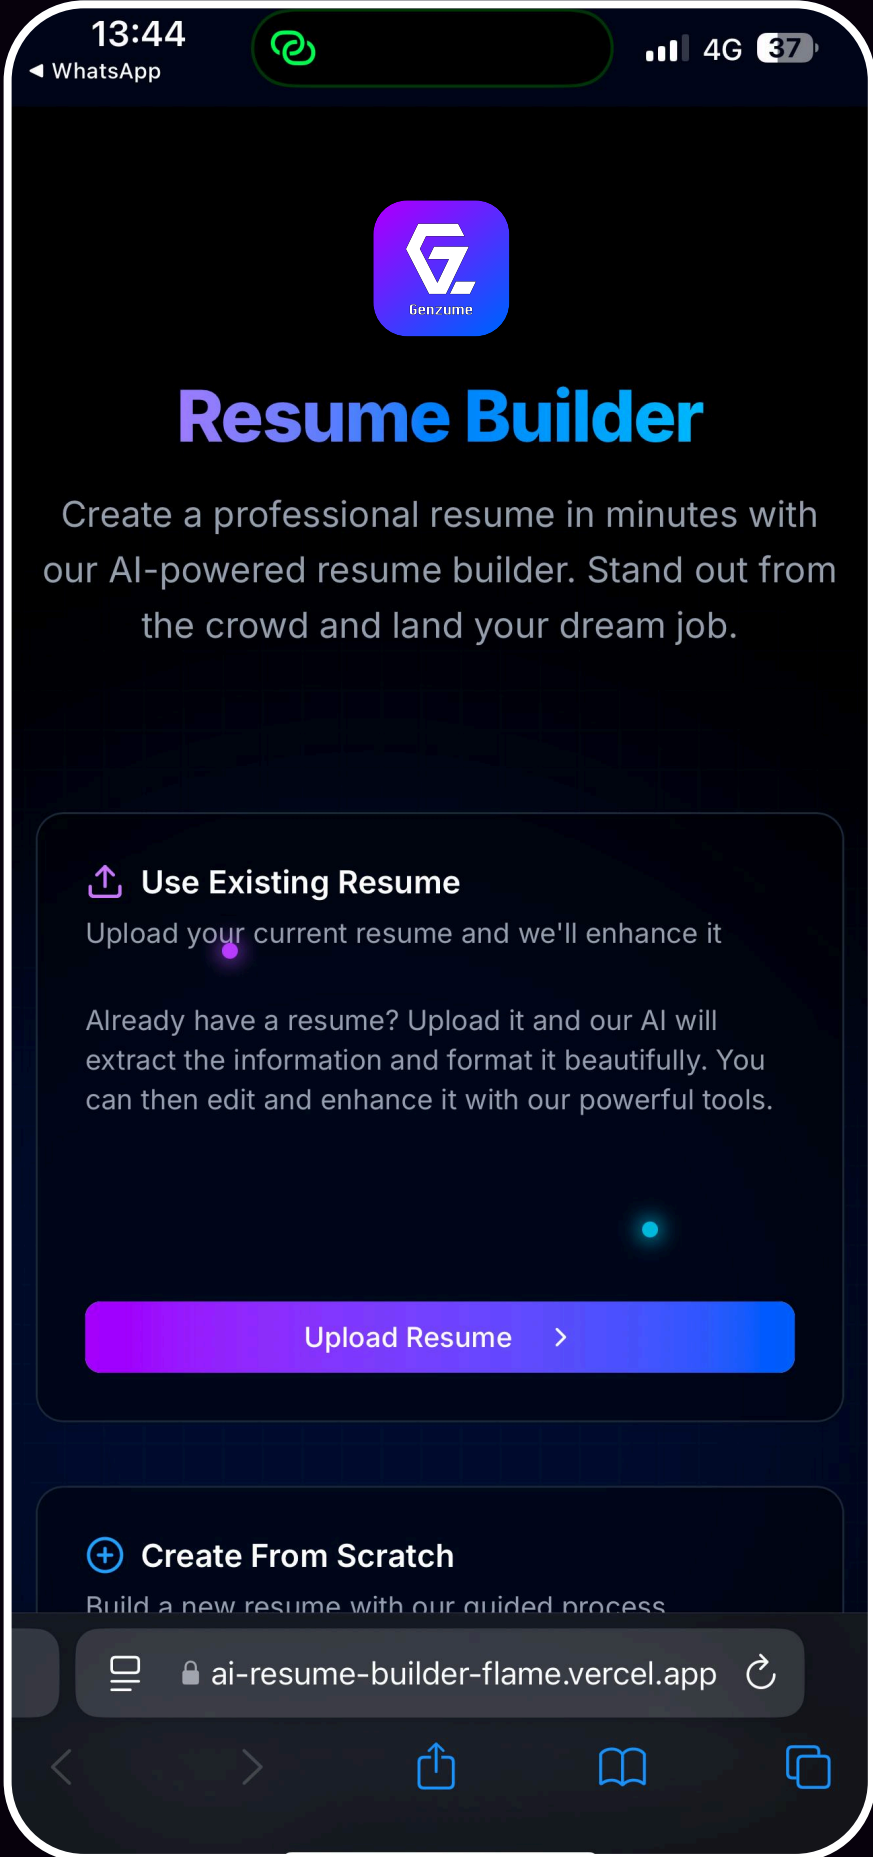 13:44
4G
37
◀ WhatsApp
Genzume
Resume Builder
Create a professional resume in minutes with
our AI-powered resume builder. Stand out from
the crowd and land your dream job.
Use Existing Resume
Upload your current resume and we'll enhance it
Already have a resume? Upload it and our AI will
extract the information and format it beautifully. You
can then edit and enhance it with our powerful tools.
Upload Resume
Create From Scratch
Build a new resume with our guided process
ai-resume-builder-flame.vercel.app